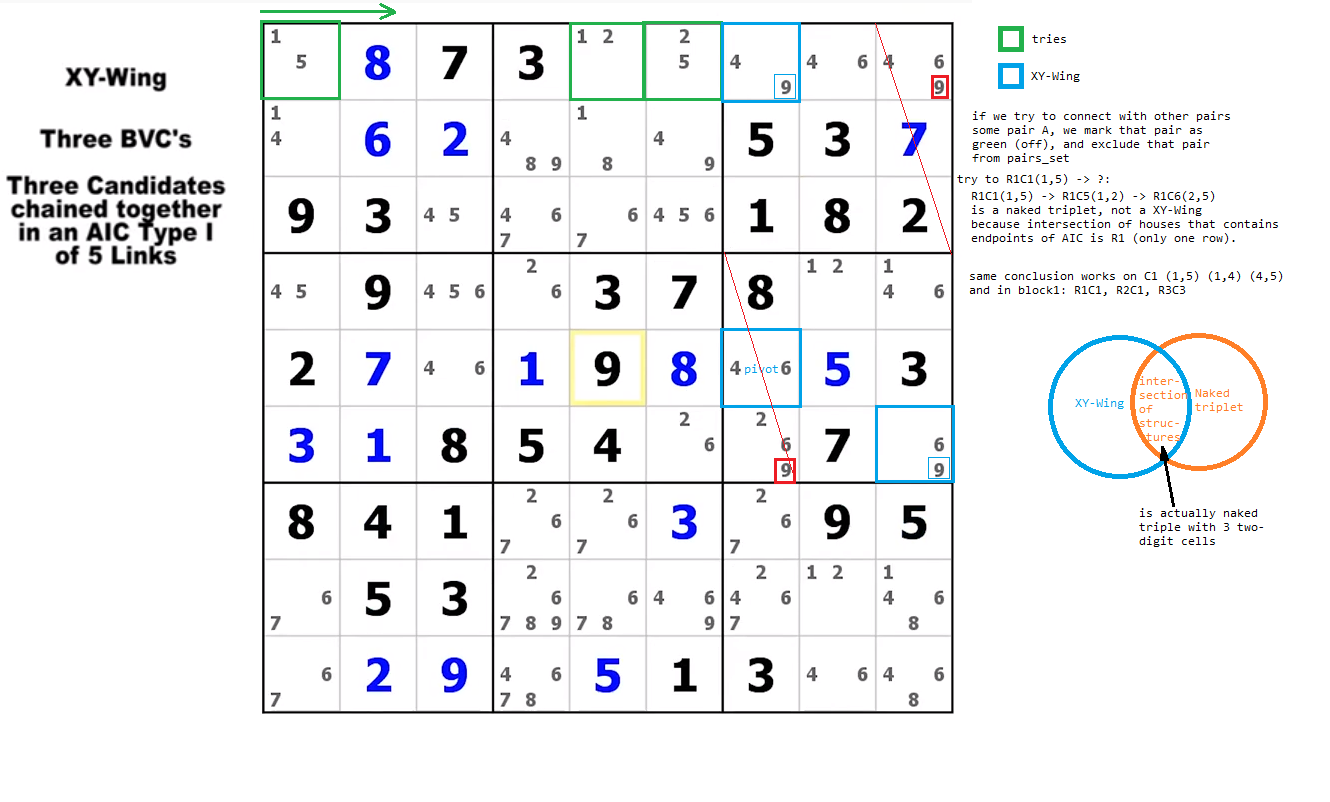 XY-Wing
Three BVC's
Three Candidates
chained together
in an AIC Type I
of 5 Links
1 1 2 2
5 8 7 3 5 4 4 6 4 6
9 9
1 1
4 6 2 4 4 5 3 7
8 9 8 9
9 3 4 5 4 6 6 4 5 6 1 8 2
7 7
2 1 2 1
4 5 9 4 5 6 6 3 7 8 4 6
2 7 4 6 1 9 8 4 pivot 6 5 3
2 2
3 1 8 5 4 6 6 7 6
9 9
2 2 2
8 4 1 6 6 3 6 9 5
7 7 7
2 2 1 2 1
6 5 3 6 6 4 6 4 6 4 6
7 7 8 9 7 8 9 7 8
6 2 9 4 6 5 1 3 4 6 4 6
7 7 8 8
tries
XY-Wing
if we try to connect with other pairs
some pair A, we mark that pair as
green (off), and exclude that pair
from pairs_set
try to R1C1(1,5) -> ?:
R1C1(1,5) -> R1C5(1,2) -> R1C6(2,5)
is a naked triplet, not a XY-Wing
because intersection of houses that contains
endpoints of AIC is R1 (only one row).
same conclusion works on C1 (1,5) (1,4) (4,5)
and in block1: R1C1, R2C1, R3C3
XY-Wing
inter-
section
of
struc-
tures
Naked
triplet
is actually naked
triple with 3 two-
digit cells